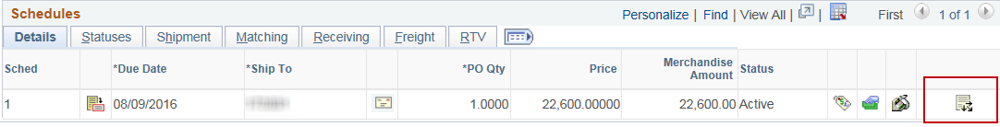 Schedules
Personalize | Find | View All | | First 1 of 1
Details Statuses Shipment Matching Receiving Freight RTV
Sched *Due Date *Ship To *PO Qty Price Merchandise Amount Status
1 08/09/2016 1.0000 22,600.00000 22,600.00 Active